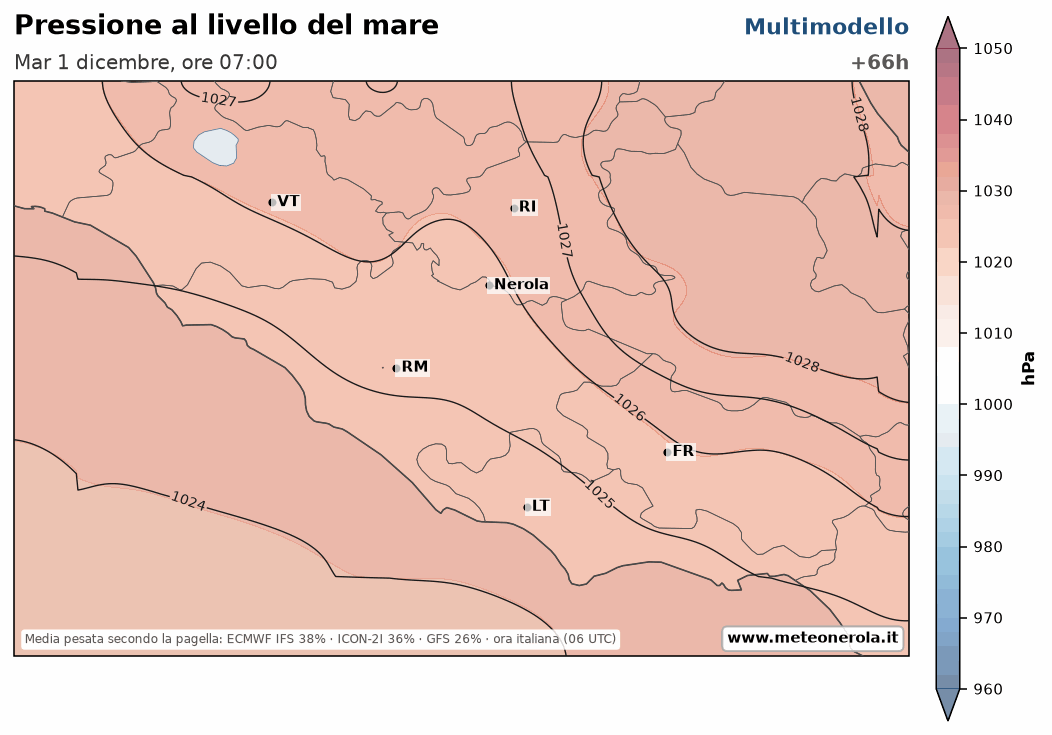 Pressione al livello del mare
Multimodello
Mar 1 dicembre, ore 07:00
+66h
1027
1028
VT
RI
1027
Nerola
1028
RM
1026
FR
1025
1024
LT
Media pesata secondo la pagella: ECMWF IFS 38% · ICON-2I 36% · GFS 26% · ora italiana (06 UTC)
www.meteonerola.it
1050
1040
1030
1020
1010
1000
990
980
970
960
hPa